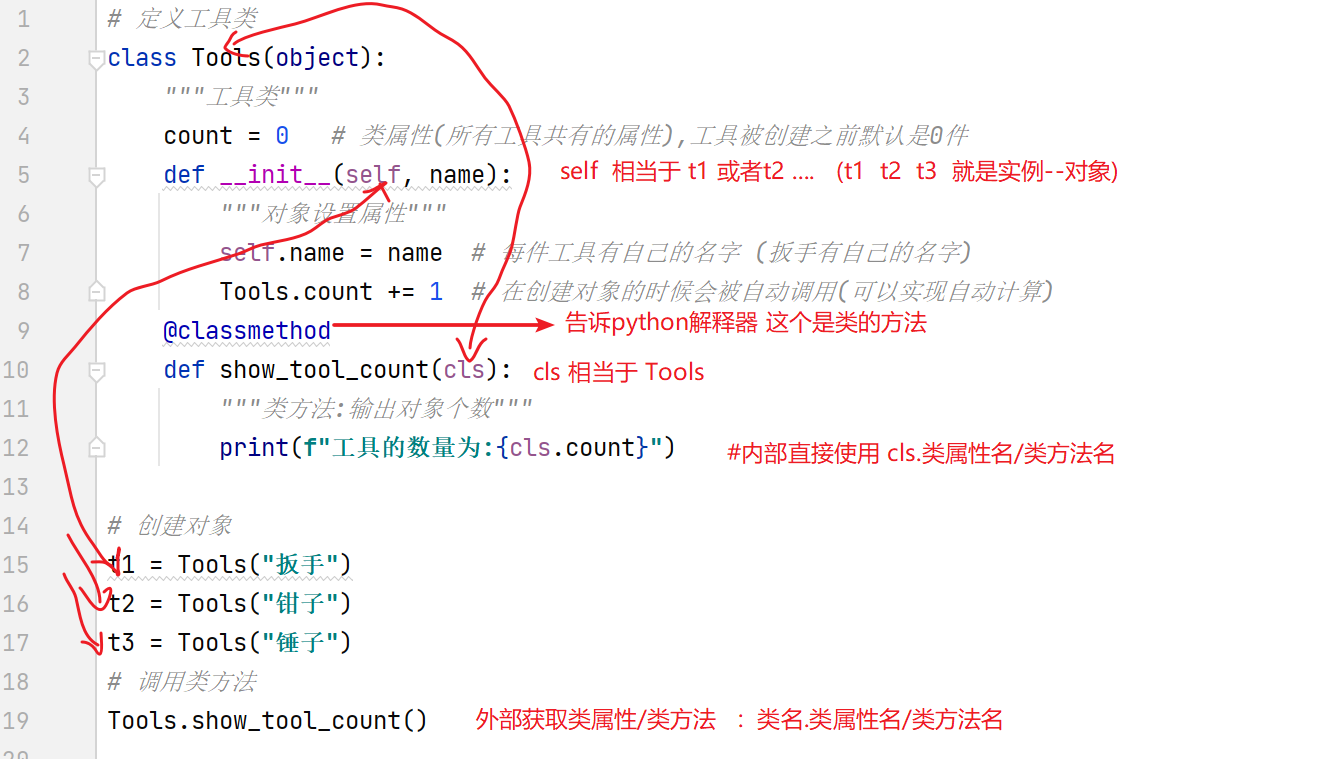 1 # 定义工具类
2 class Tools(object):
3 """工具类"""
4 count = 0 # 类属性(所有工具共有的属性),工具被创建之前默认是0件
5 def __init__(self, name): self 相当于 t1 或者t2 .... (t1 t2 t3 就是实例--对象)
6 """对象设置属性"""
7 self.name = name # 每件工具有自己的名字 (扳手有自己的名字)
8 Tools.count += 1 # 在创建对象的时候会被自动调用(可以实现自动计算)
9 @classmethod 告诉python解释器 这个是类的方法
10 def show_tool_count(cls): cls 相当于 Tools
11 """类方法:输出对象个数"""
12 print(f"工具的数量为:{cls.count}") #内部直接使用 cls.类属性名/类方法名
13
14 # 创建对象
15 t1 = Tools("扳手")
16 t2 = Tools("钳子")
17 t3 = Tools("锤子")
18 # 调用类方法
19 Tools.show_tool_count() 外部获取类属性/类方法 : 类名.类属性名/类方法名
20